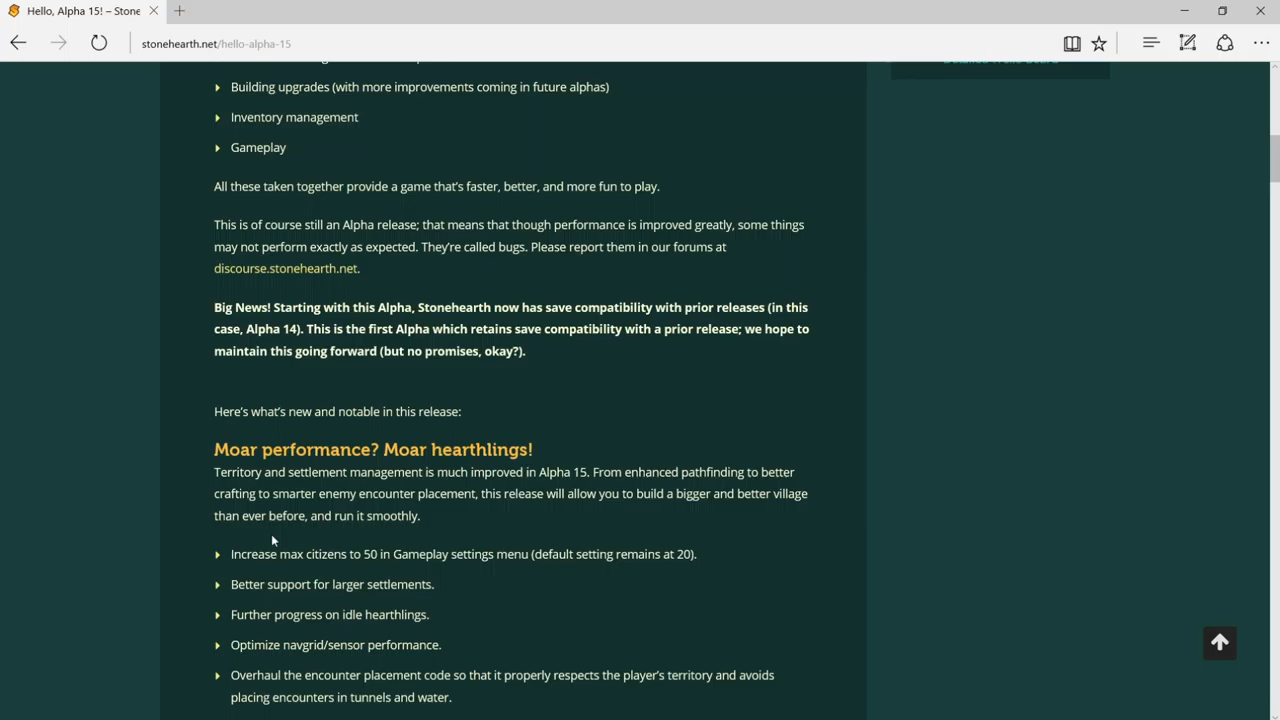 Hello, Alpha 15! – Stone
stonehearth.net/hello-alpha-15
Building upgrades (with more improvements coming in future alphas)
Inventory management
Gameplay
All these taken together provide a game that's faster, better, and more fun to play.
This is of course still an Alpha release; that means that though performance is improved greatly, some things
may not perform exactly as expected. They're called bugs. Please report them in our forums at
discourse.stonehearth.net.
Big News! Starting with this Alpha, Stonehearth now has save compatibility with prior releases (in this
case, Alpha 14). This is the first Alpha which retains save compatibility with a prior release; we hope to
maintain this going forward (but no promises, okay?).
Here's what's new and notable in this release:
Moar performance? Moar hearthlings!
Territory and settlement management is much improved in Alpha 15. From enhanced pathfinding to better
crafting to smarter enemy encounter placement, this release will allow you to build a bigger and better village
than ever before, and run it smoothly.
Increase max citizens to 50 in Gameplay settings menu (default setting remains at 20).
Better support for larger settlements.
Further progress on idle hearthlings.
Optimize navgrid/sensor performance.
Overhaul the encounter placement code so that it properly respects the player's territory and avoids
placing encounters in tunnels and water.